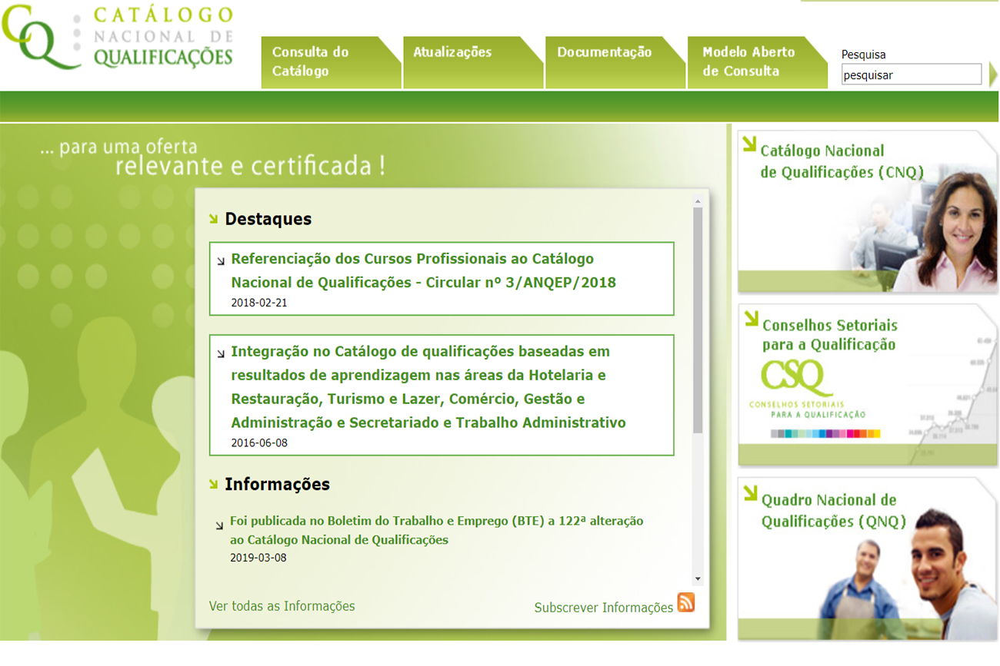 CATÁLOGO
NACIONAL DE
QUALIFICAÇÕES
Consulta do
Catálogo
Atualizações
Documentação
Modelo Aberto
de Consulta
Pesquisa
pesquisar
... para uma oferta
relevante e certificada !
Destaques
Referenciação dos Cursos Profissionais ao Catálogo
Nacional de Qualificações - Circular nº 3/ANQEP/2018
2018-02-21
Integração no Catálogo de qualificações baseadas em
resultados de aprendizagem nas áreas da Hotelaria e
Restauração, Turismo e Lazer, Comércio, Gestão e
Administração e Secretariado e Trabalho Administrativo
2016-06-08
Informações
Foi publicada no Boletim do Trabalho e Emprego (BTE) a 122ª alteração
ao Catálogo Nacional de Qualificações
2019-03-08
Ver todas as Informações
Subscrever Informações
Catálogo Nacional
de Qualificações (CNQ)
Conselhos Setoriais
para a Qualificação
CSQ
CONSELHOS SETORIAIS
PARA A QUALIFICAÇÃO
Quadro Nacional de
Qualificações (QNQ)